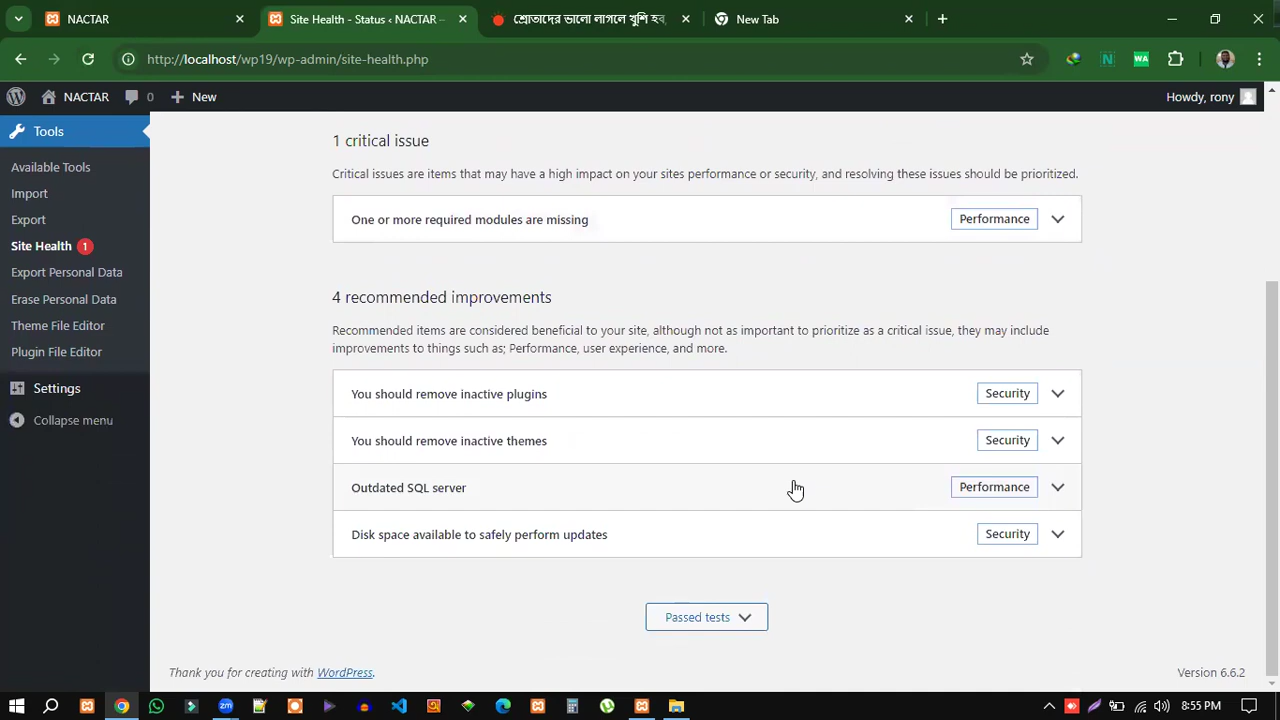 NACTAR
Site Health - Status ‹ NACTAR —
শ্রোতাদের ভালো লাগলে খুশি হব,
New Tab
http://localhost/wp19/wp-admin/site-health.php
N
WA
NACTAR
0
New
Howdy, rony
Tools
Available Tools
Import
Export
Site Health 1
Export Personal Data
Erase Personal Data
Theme File Editor
Plugin File Editor
Settings
Collapse menu
1 critical issue
Critical issues are items that may have a high impact on your sites performance or security, and resolving these issues should be prioritized.
One or more required modules are missing
Performance
4 recommended improvements
Recommended items are considered beneficial to your site, although not as important to prioritize as a critical issue, they may include
improvements to things such as; Performance, user experience, and more.
You should remove inactive plugins
Security
You should remove inactive themes
Security
Outdated SQL server
Performance
Disk space available to safely perform updates
Security
Passed tests
Thank you for creating with WordPress.
Version 6.6.2
zm
8:55 PM